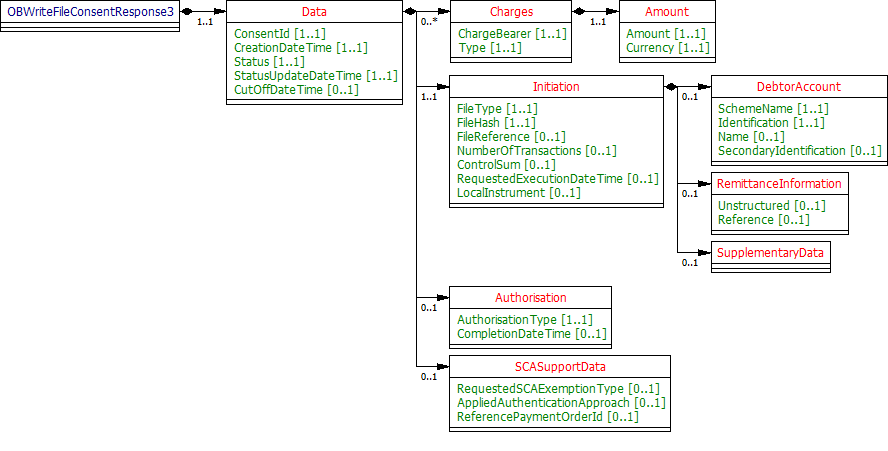 OBWriteFileConsentResponse3
1..1
Data
ConsentId [1..1]
CreationDateTime [1..1]
Status [1..1]
StatusUpdateDateTime [1..1]
CutOffDateTime [0..1]
0..*
Charges
ChargeBearer [1..1]
Type [1..1]
1..1
Amount
Amount [1..1]
Currency [1..1]
1..1
Initiation
FileType [1..1]
FileHash [1..1]
FileReference [0..1]
NumberOfTransactions [0..1]
ControlSum [0..1]
RequestedExecutionDateTime [0..1]
LocalInstrument [0..1]
0..1
DebtorAccount
SchemeName [1..1]
Identification [1..1]
Name [0..1]
SecondaryIdentification [0..1]
0..1
RemittanceInformation
Unstructured [0..1]
Reference [0..1]
0..1
SupplementaryData
0..1
Authorisation
AuthorisationType [1..1]
CompletionDateTime [0..1]
0..1
SCASupportData
RequestedSCAExemptionType [0..1]
AppliedAuthenticationApproach [0..1]
ReferencePaymentOrderId [0..1]